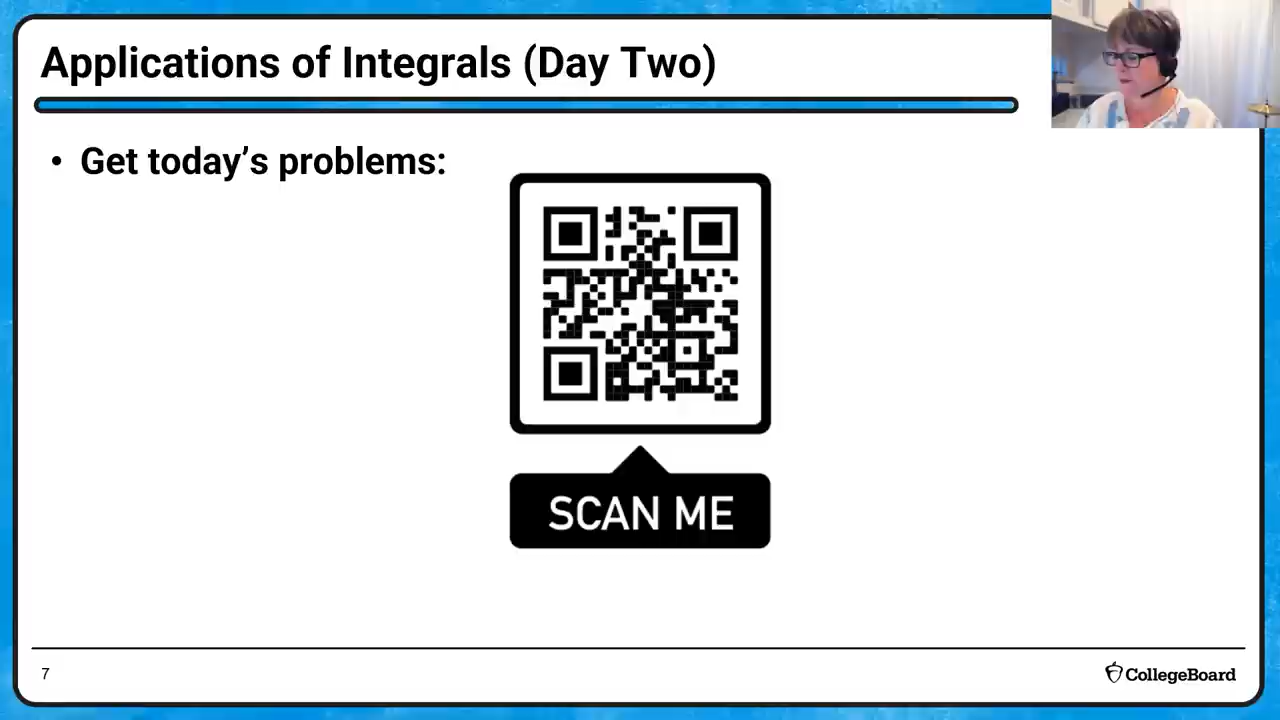 Applications of Integrals (Day Two)
• Get today's problems:
SCAN ME
7
CollegeBoard